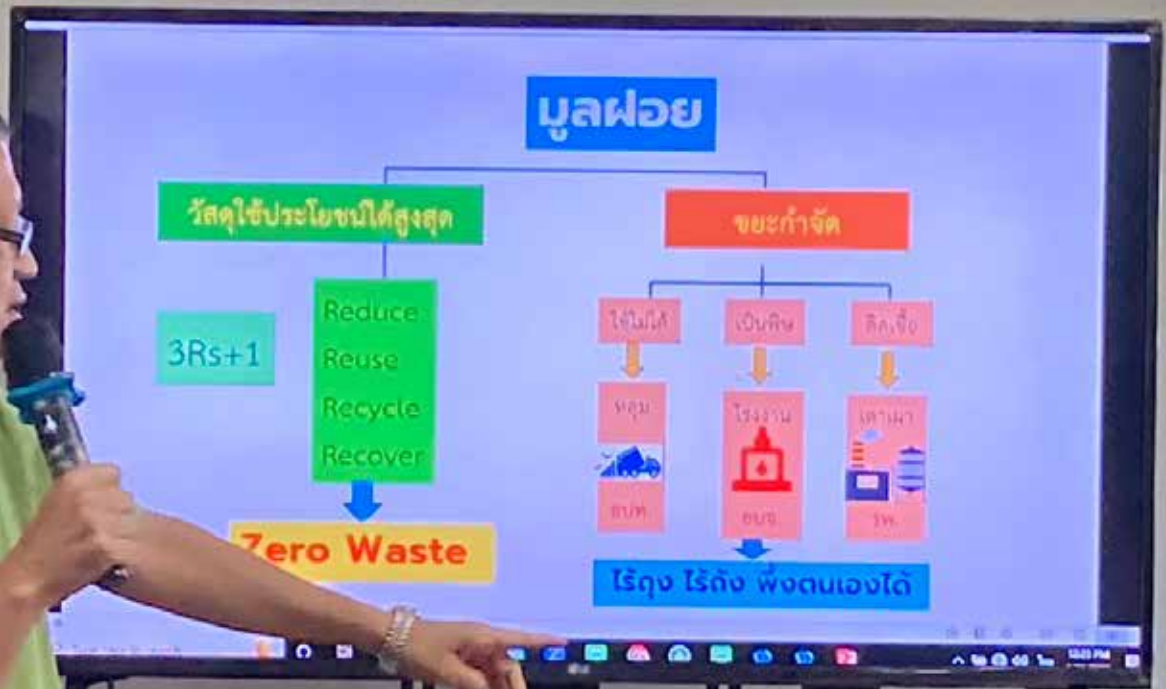 มูลฝอย
วัสดุใช้ประโยชน์ได้สูงสุด
ขยะกำจัด
3Rs+1
Reduce
Reuse
Recycle
Recover
Zero Waste
ใช้ไม่ได้
เป็นพิษ
ติดเชื้อ
หลุม
โรงงาน
เตาเผา
อปท.
อบจ.
รพ.
ไร้ถุง ไร้ถัง พึ่งตนเองได้